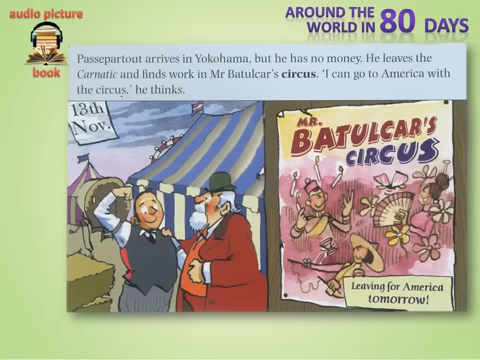 audio picture
book
AROUND THE
WORLD IN 80 DAYS
Passepartout arrives in Yokohama, but he has no money. He leaves the
Carnatic and finds work in Mr Batulcar's circus. 'I can go to America with
the circus,' he thinks.
13th
Nov.
MR.
BATULCAR'S
CIRCUS
Leaving for America
tomorrow!